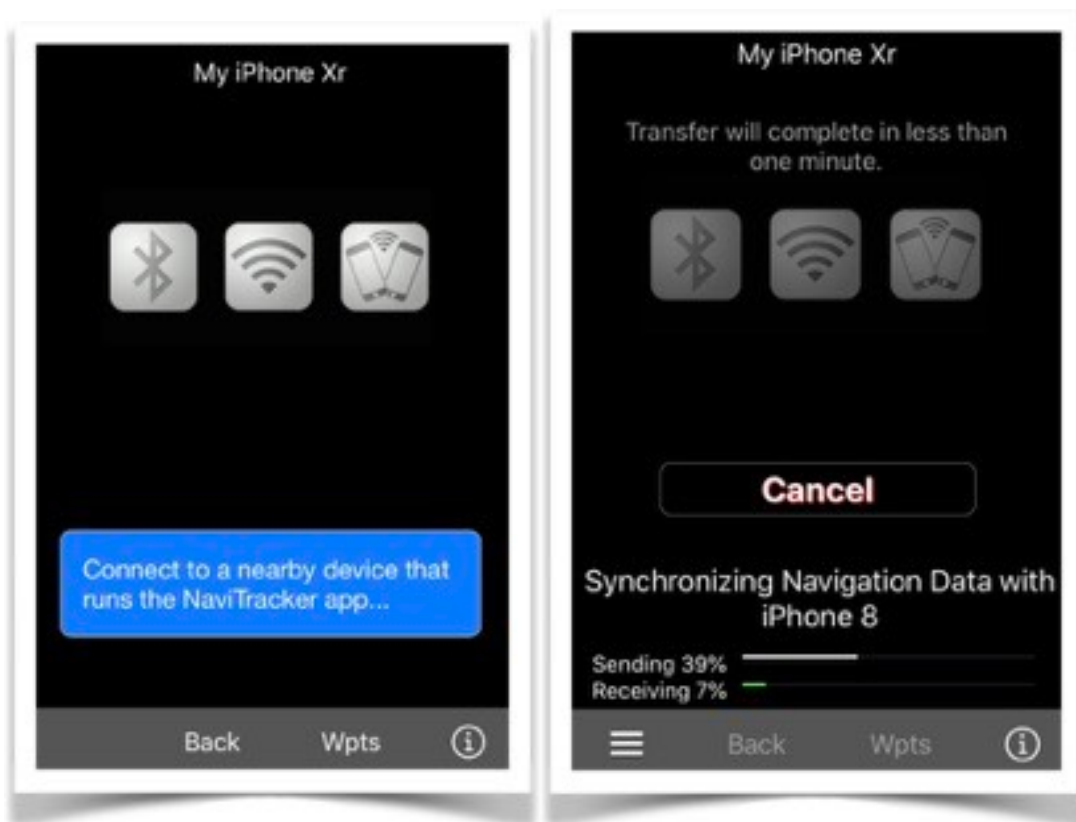 My iPhone Xr
Connect to a nearby device that
runs the NaviTracker app...
Back Wpts
My iPhone Xr
Transfer will complete in less than
one minute.
Cancel
Synchronizing Navigation Data with
iPhone 8
Sending 39%
Receiving 7%
Back Wpts